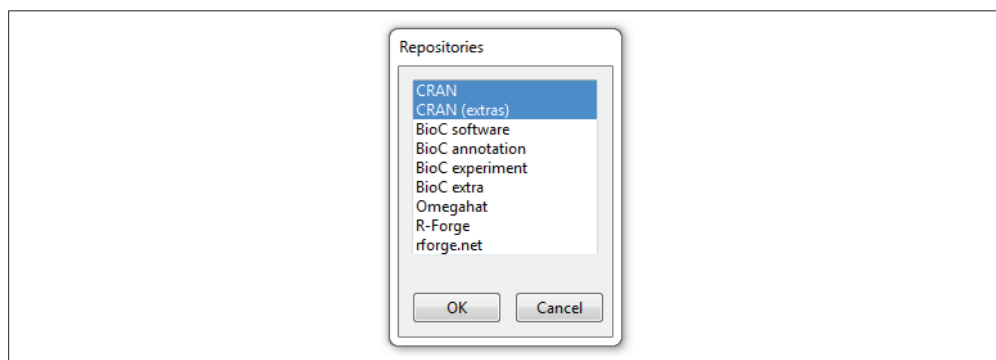 Repositories
CRAN
CRAN (extras)
BioC software
BioC annotation
BioC experiment
BioC extra
Omegahat
R-Forge
rforge.net
OK Cancel